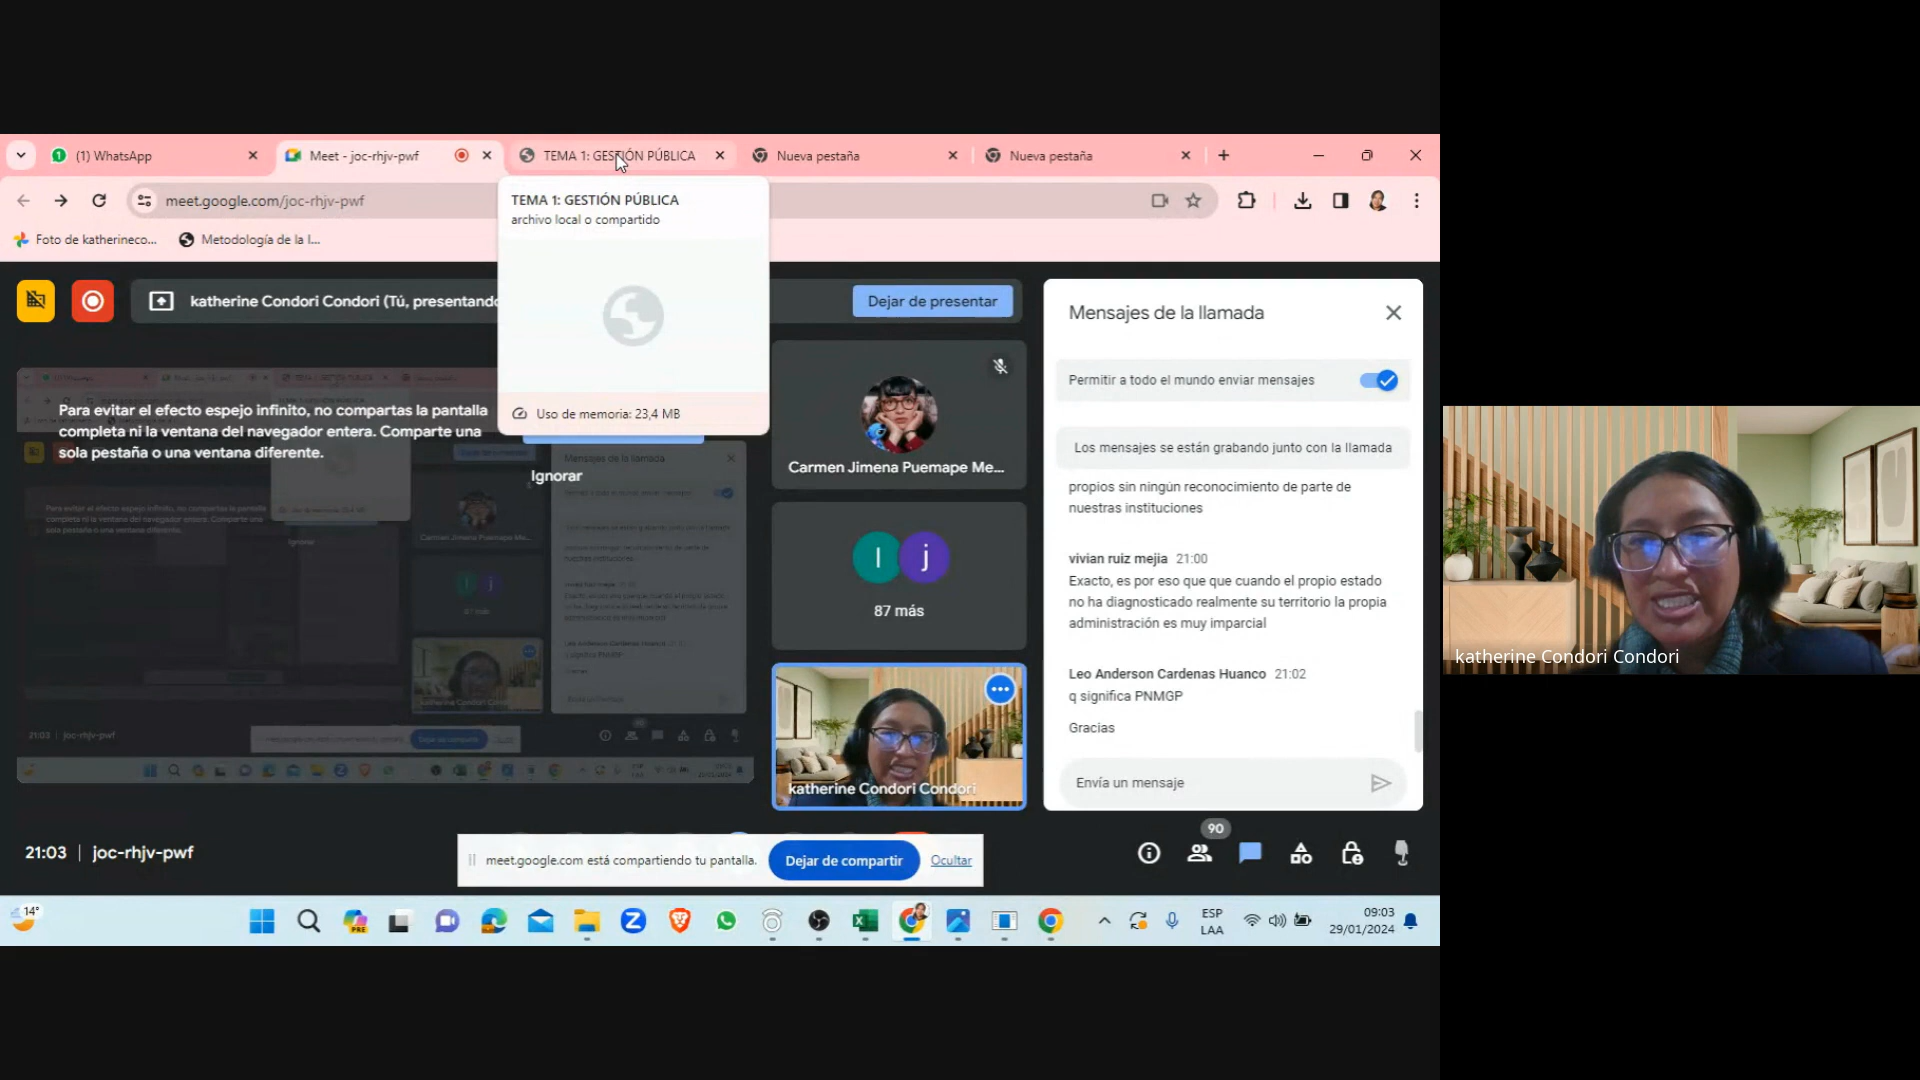 (1) WhatsApp
Meet - joc-rhjv-pwf
TEMA 1: GESTIÓN PÚBLICA
Nueva pestaña
Nueva pestaña
meet.google.com/joc-rhjv-pwf
TEMA 1: GESTIÓN PÚBLICA
archivo local o compartido
Foto de katherineco...
Metodología de la I...
katherine Condori Condori (Tú, presentando
Dejar de presentar
Mensajes de la llamada
Permitir a todo el mundo enviar mensajes
Uso de memoria: 23,4 MB
Para evitar el efecto espejo infinito, no compartas la pantalla
completa ni la ventana del navegador entera. Comparte una
sola pestaña o una ventana diferente.
Ignorar
Carmen Jimena Puemape Me...
l
j
87 más
katherine Condori Condori
Los mensajes se están grabando junto con la llamada
propios sin ningún reconocimiento de parte de
nuestras instituciones
vivian ruiz mejia 21:00
Exacto, es por eso que que cuando el propio estado
no ha diagnosticado realmente su territorio la propia
administración es muy imparcial
Leo Anderson Cardenas Huanco 21:02
q significa PNMGP
Gracias
Envía un mensaje
katherine Condori Condori
21:03 | joc-rhjv-pwf
meet.google.com está compartiendo tu pantalla.
Dejar de compartir
Ocultar
90
14°
PRE
ESP
LAA
09:03
29/01/2024